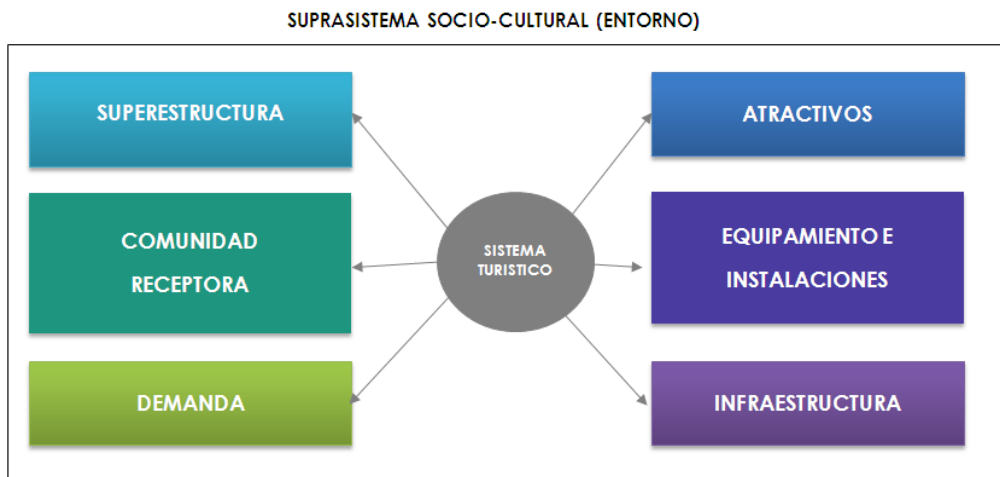 SUPRASISTEMA SOCIO-CULTURAL (ENTORNO)
SUPERESTRUCTURA
ATRACTIVOS
COMUNIDAD
RECEPTORA
SISTEMA
TURISTICO
EQUIPAMIENTO E
INSTALACIONES
DEMANDA
INFRAESTRUCTURA